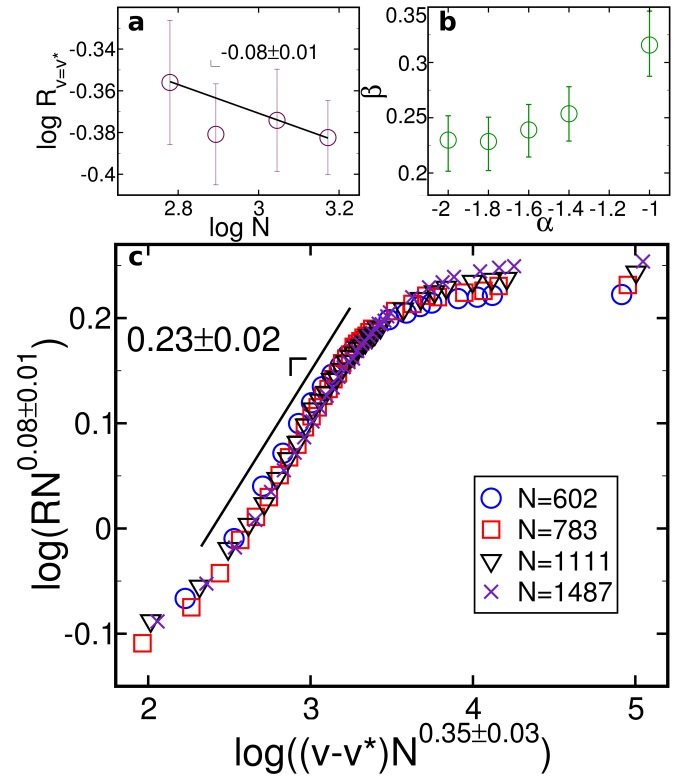 a
-0.08±0.01
log R_{v=v*}
-0.34
-0.36
-0.38
-0.4
2.8
3
3.2
log N
b
β
0.35
0.3
0.25
0.2
-2
-1.8
-1.6
-1.4
-1.2
-1
α
c
log(RN^{0.08±0.01})
0.2
0.1
0
-0.1
0.23±0.02
N=602
N=783
N=1111
N=1487
2
3
4
5
log((v-v*)N^{0.35±0.03})